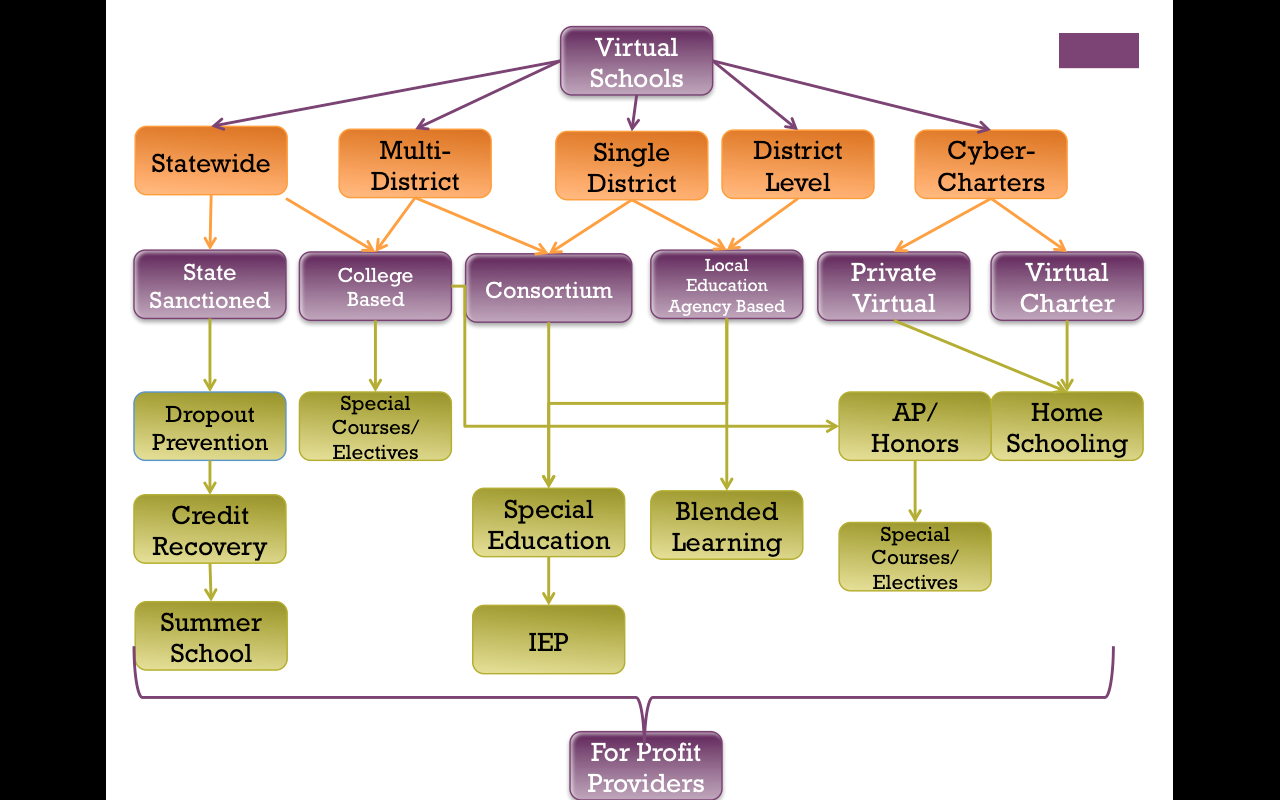 Virtual
Schools
Statewide
Multi-
District
Single
District
District
Level
Cyber-
Charters
State
Sanctioned
College
Based
Consortium
Local
Education
Agency Based
Private
Virtual
Virtual
Charter
Dropout
Prevention
Special
Courses/
Electives
AP/
Honors
Home
Schooling
Credit
Recovery
Special
Education
Blended
Learning
Special
Courses/
Electives
Summer
School
IEP
For Profit
Providers